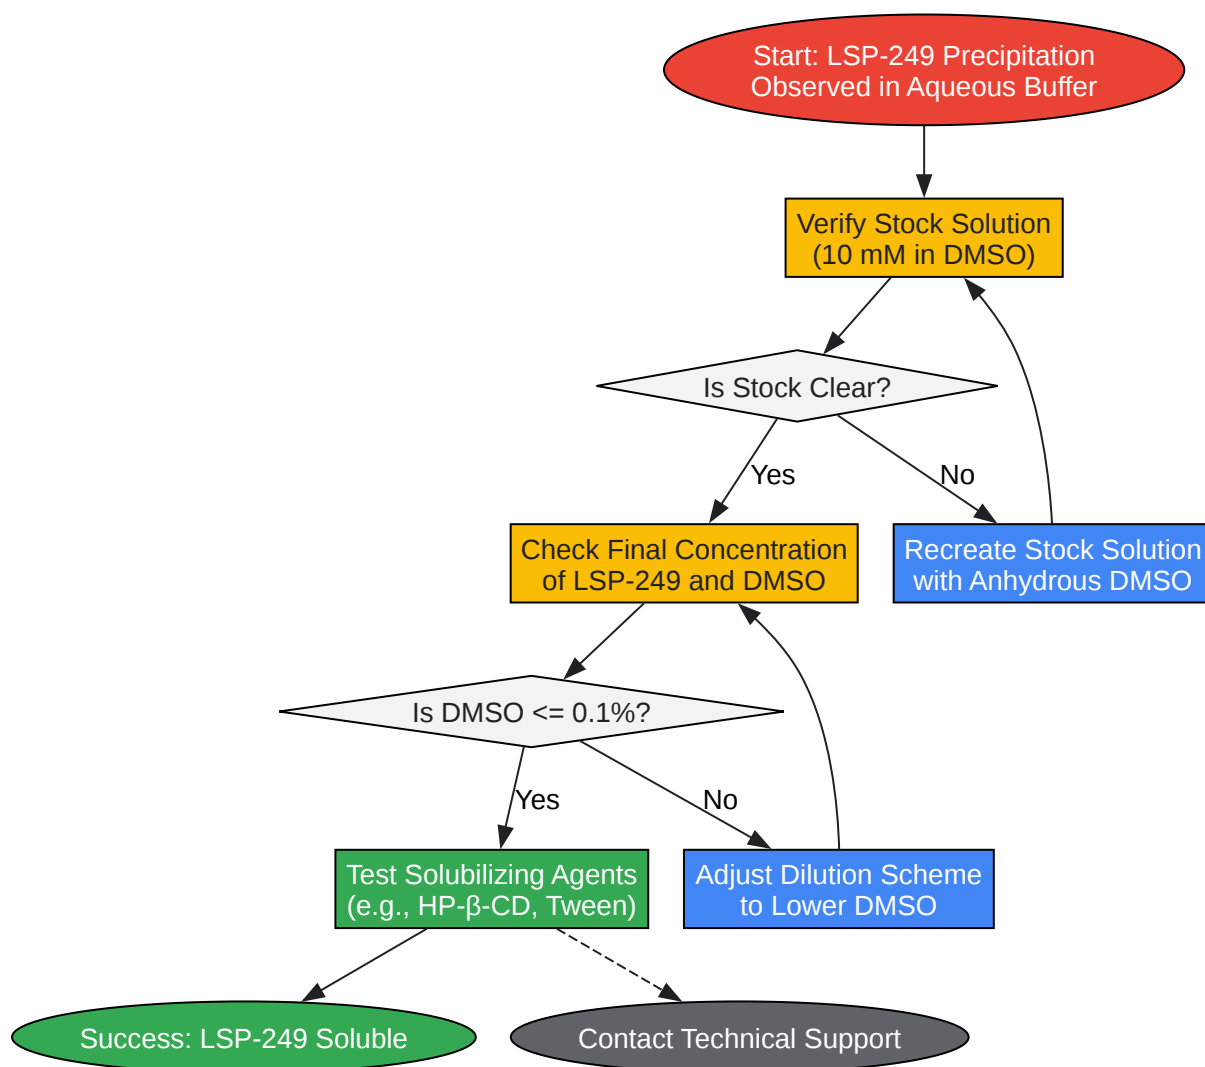 Start: LSP-249 Precipitation
Observed in Aqueous Buffer
Verify Stock Solution
(10 mM in DMSO)
Is Stock Clear?
Yes
No
Check Final Concentration
of LSP-249 and DMSO
Recreate Stock Solution
with Anhydrous DMSO
Is DMSO <= 0.1%?
Yes
No
Test Solubilizing Agents
(e.g., HP-β-CD, Tween)
Adjust Dilution Scheme
to Lower DMSO
Success: LSP-249 Soluble
Contact Technical Support